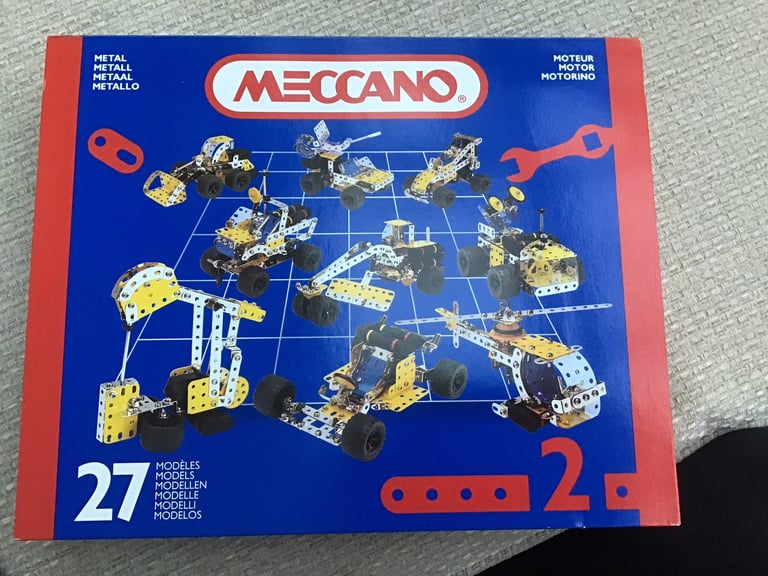 METAL
METALL
METAAL
METALLO
MECCANO®
MOTEUR
MOTOR
MOTORINO
27
MODÈLES
MODELS
MODELLEN
MODELLE
MODELLI
MODELOS
2